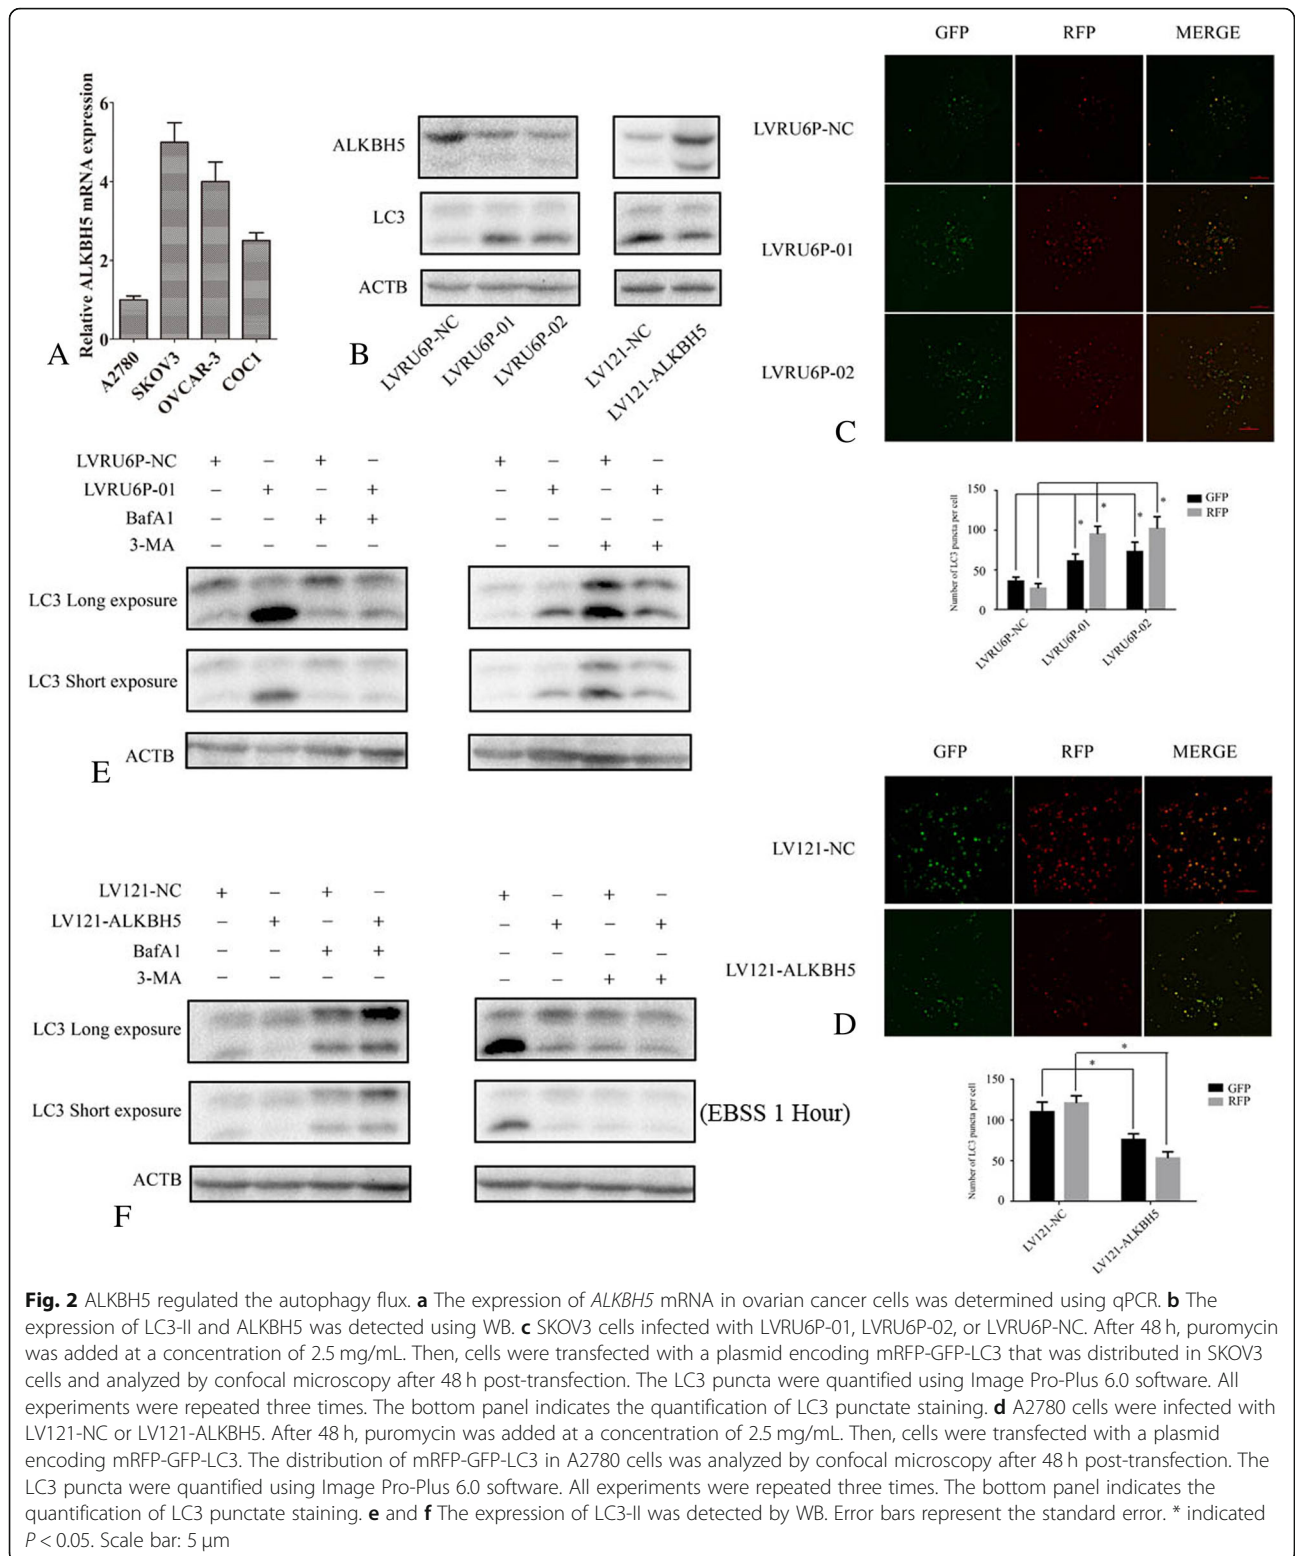 GFP RFP MERGE
Relative ALKBH5 mRNA expression
6
4
2
0
A2780 SKOV3 OVCAR-3 COC1
A
ALKBH5
LC3
ACTB
LVRU6P-NC LVRU6P-01 LVRU6P-02 LV121-NC LV121-ALKBH5
B
LVRU6P-NC
LVRU6P-01
LVRU6P-02
C
Number of LC3 puncta per cell
150
100
50
0
* * * *
GFP
RFP
LVRU6P-NC LVRU6P-01 LVRU6P-02
LVRU6P-NC + − + − + − + −
LVRU6P-01 − + − + − + − +
BafA1 − − + + − − − −
3-MA − − − − − − + +
LC3 Long exposure
LC3 Short exposure
ACTB
E
GFP RFP MERGE
LV121-NC
LV121-ALKBH5
D
Number of LC3 puncta per cell
150
100
50
0
* *
GFP
RFP
LV121-NC LV121-ALKBH5
LV121-NC + − + − + − + −
LV121-ALKBH5 − + − + − + − +
BafA1 − − + + − − − −
3-MA − − − − − − + +
LC3 Long exposure
LC3 Short exposure
(EBSS 1 Hour)
ACTB
F
Fig. 2 ALKBH5 regulated the autophagy flux. a The expression of ALKBH5 mRNA in ovarian cancer cells was determined using qPCR. b The
expression of LC3-II and ALKBH5 was detected using WB. c SKOV3 cells infected with LVRU6P-01, LVRU6P-02, or LVRU6P-NC. After 48 h, puromycin
was added at a concentration of 2.5 mg/mL. Then, cells were transfected with a plasmid encoding mRFP-GFP-LC3 that was distributed in SKOV3
cells and analyzed by confocal microscopy after 48 h post-transfection. The LC3 puncta were quantified using Image Pro-Plus 6.0 software. All
experiments were repeated three times. The bottom panel indicates the quantification of LC3 punctate staining. d A2780 cells were infected with
LV121-NC or LV121-ALKBH5. After 48 h, puromycin was added at a concentration of 2.5 mg/mL. Then, cells were transfected with a plasmid
encoding mRFP-GFP-LC3. The distribution of mRFP-GFP-LC3 in A2780 cells was analyzed by confocal microscopy after 48 h post-transfection. The
LC3 puncta were quantified using Image Pro-Plus 6.0 software. All experiments were repeated three times. The bottom panel indicates the
quantification of LC3 punctate staining. e and f The expression of LC3-II was detected by WB. Error bars represent the standard error. * indicated
P < 0.05. Scale bar: 5 μm